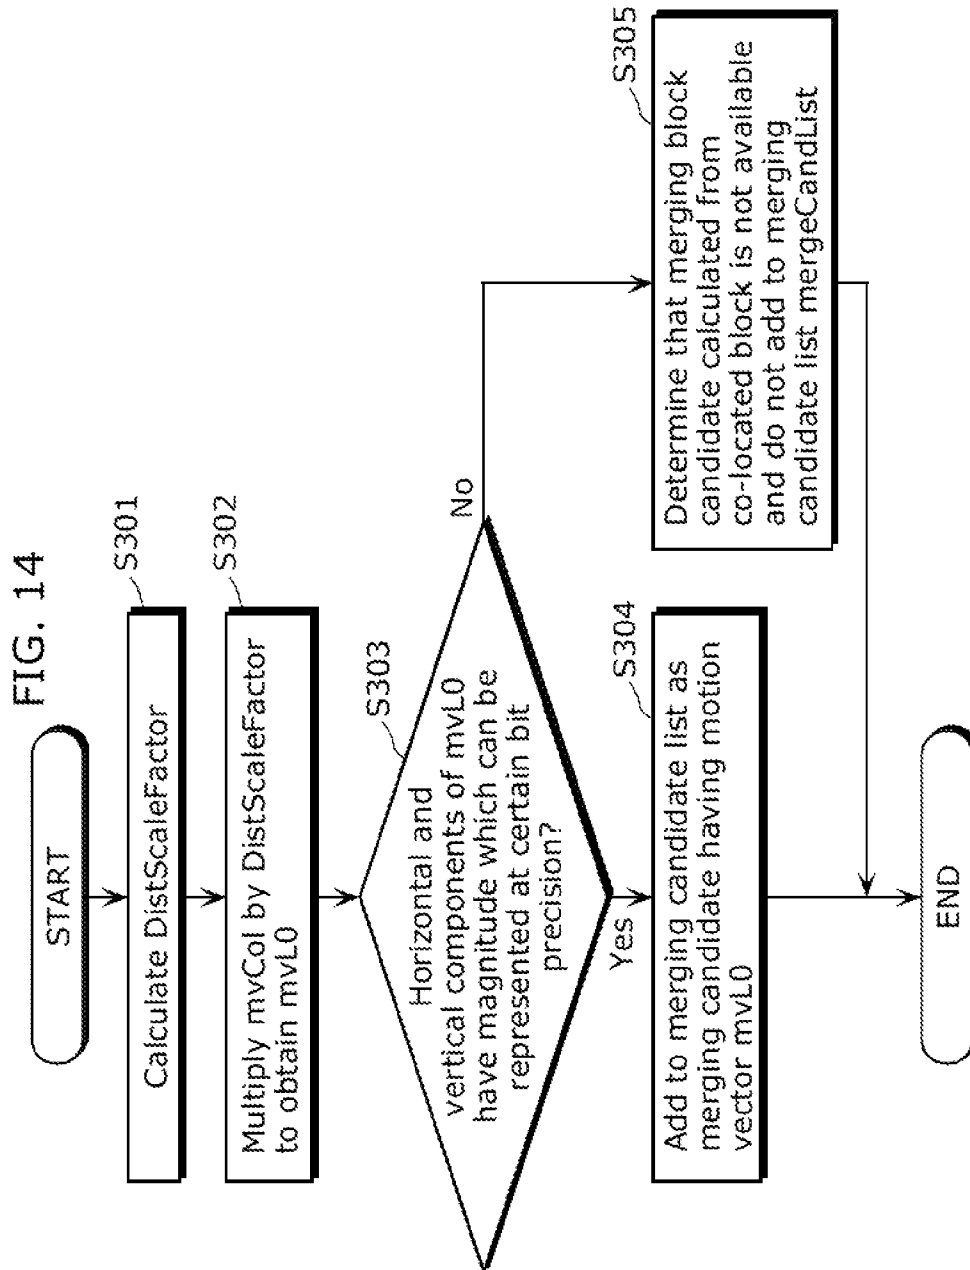 FIG. 14
START
S301
Calculate DistScaleFactor
S302
Multiply mvCol by DistScaleFactor
to obtain mvL0
S303
Horizontal and
vertical components of mvL0
have magnitude which can be
represented at certain bit
precision?
No
Yes
S304
Add to merging candidate list as
merging candidate having motion
vector mvL0
S305
Determine that merging block
candidate calculated from
co-located block is not available
and do not add to merging
candidate list mergeCandList
END